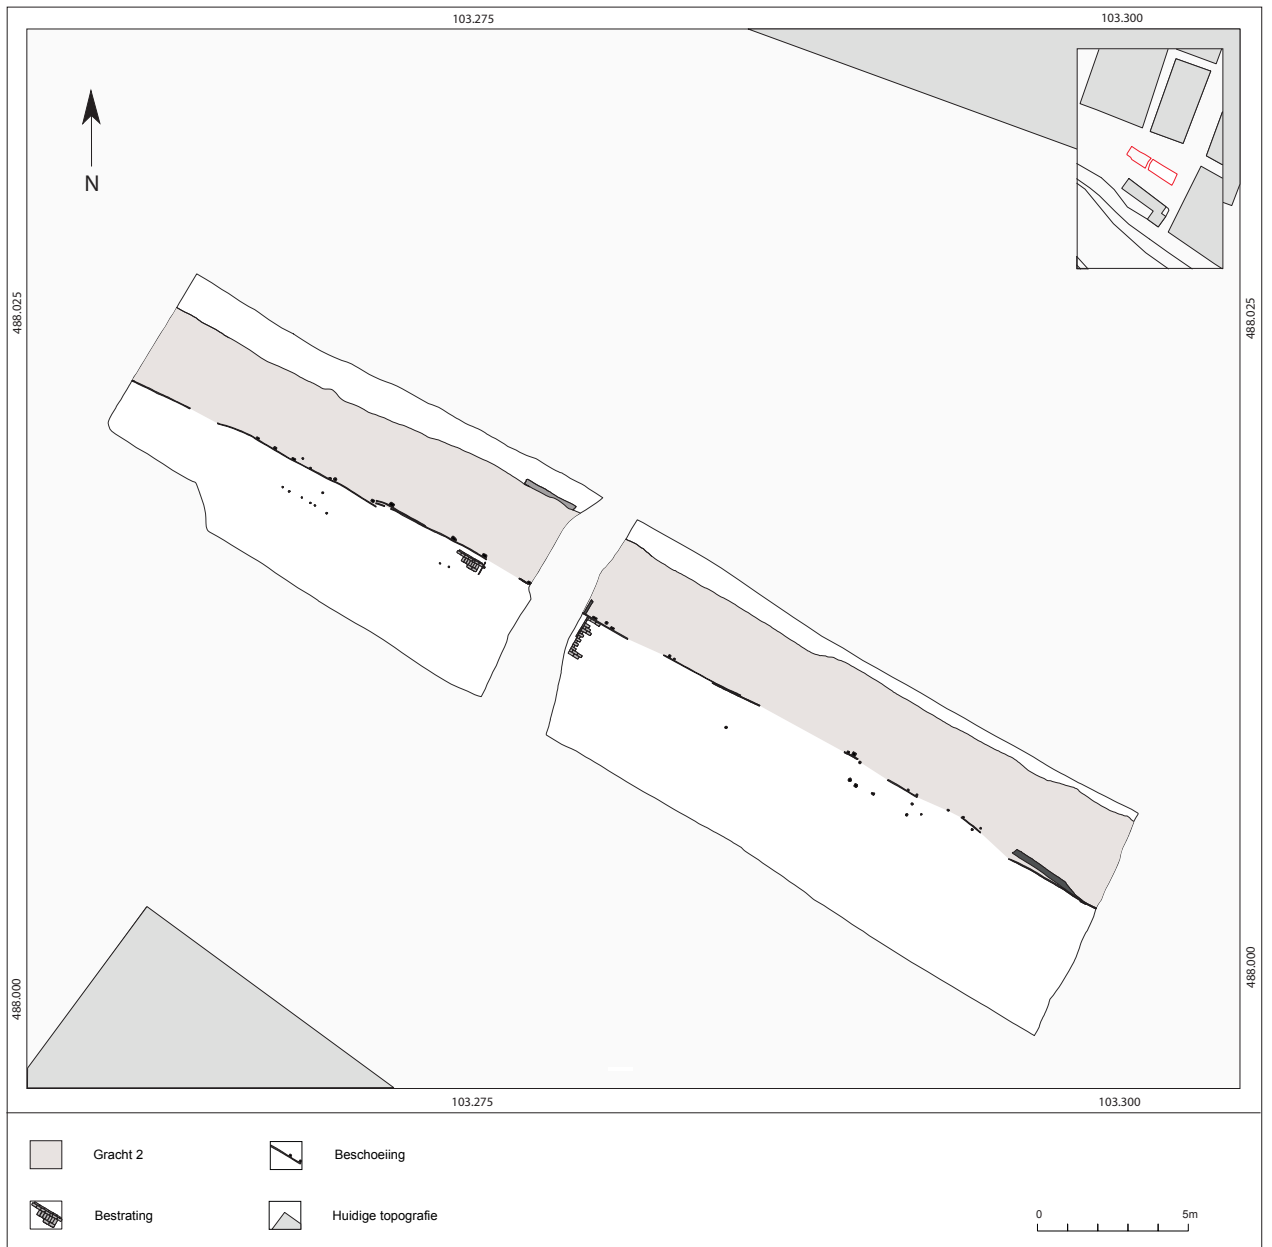 103.275 103.300
N
488.025 488.025
488.000 488.000
103.275 103.300
Gracht 2 Beschoeiing
Bestrating Huidige topografie
0 5m